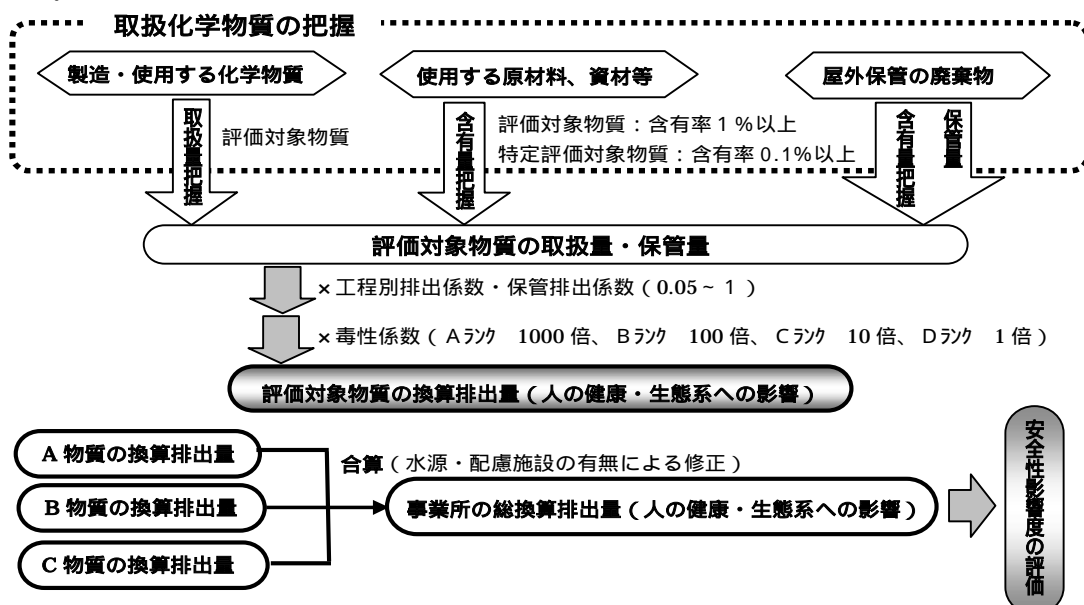 取扱化学物質の把握
製造・使用する化学物質
使用する原材料、資材等
屋外保管の廃棄物
取扱量把握
評価対象物質
含有量把握
評価対象物質：含有率１%以上
特定評価対象物質：含有率 0.1%以上
含有量把握
保管量
評価対象物質の取扱量・保管量
×工程別排出係数・保管排出係数（0.05～１）
×毒性係数（Ａランク 1000 倍、Ｂランク 100 倍、Ｃランク 10 倍、Ｄランク 1 倍）
評価対象物質の換算排出量（人の健康・生態系への影響）
A 物質の換算排出量
B 物質の換算排出量
C 物質の換算排出量
合算（水源・配慮施設の有無による修正）
事業所の総換算排出量（人の健康・生態系への影響）
安全性影響度の評価